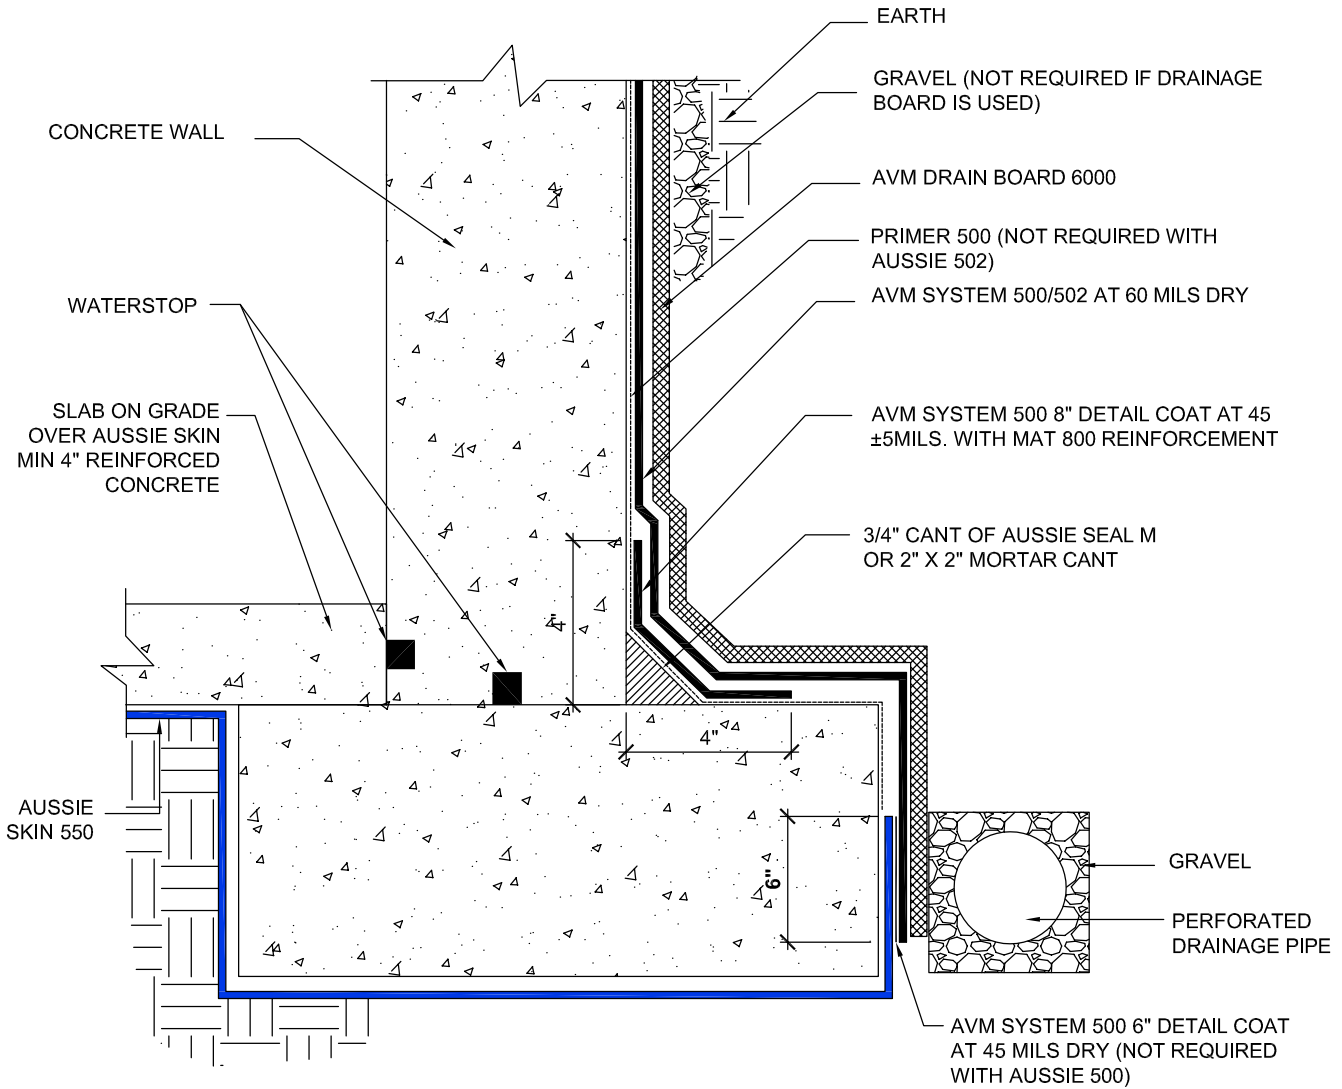 EARTH
GRAVEL (NOT REQUIRED IF DRAINAGE
BOARD IS USED)
CONCRETE WALL
AVM DRAIN BOARD 6000
PRIMER 500 (NOT REQUIRED WITH
AUSSIE 502)
AVM SYSTEM 500/502 AT 60 MILS DRY
WATERSTOP
SLAB ON GRADE
OVER AUSSIE SKIN
MIN 4" REINFORCED
CONCRETE
AVM SYSTEM 500 8" DETAIL COAT AT 45
±5MILS. WITH MAT 800 REINFORCEMENT
3/4" CANT OF AUSSIE SEAL M
OR 2" X 2" MORTAR CANT
4"
4"
AUSSIE
SKIN 550
6"
GRAVEL
PERFORATED
DRAINAGE PIPE
AVM SYSTEM 500 6" DETAIL COAT
AT 45 MILS DRY (NOT REQUIRED
WITH AUSSIE 500)